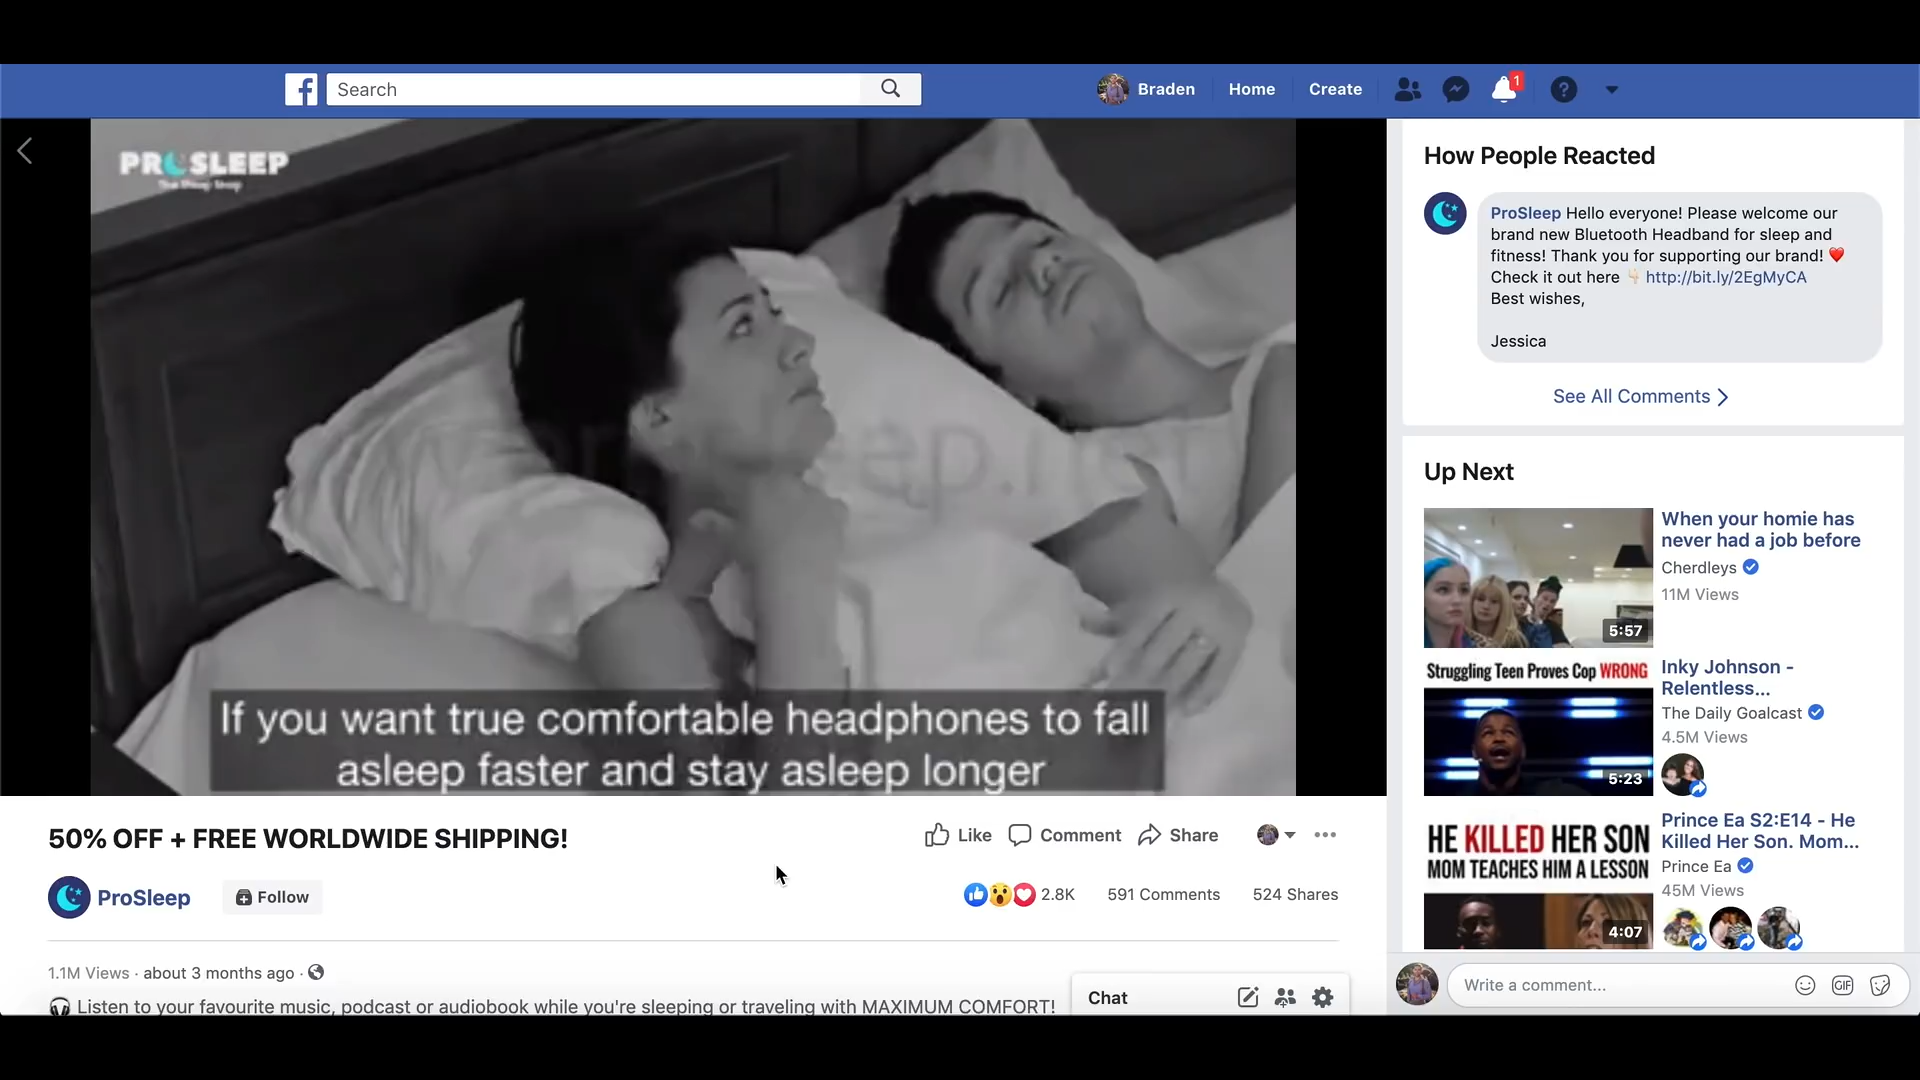 Search
Braden
Home
Create
1
PROSLEEP
The Sleep Shop
If you want true comfortable headphones to fall
asleep faster and stay asleep longer
50% OFF + FREE WORLDWIDE SHIPPING!
Like
Comment
Share
ProSleep
Follow
2.8K
591 Comments
524 Shares
1.1M Views · about 3 months ago ·
🎧 Listen to your favourite music, podcast or audiobook while you're sleeping or traveling with MAXIMUM COMFORT!
Chat
How People Reacted
ProSleep Hello everyone! Please welcome our
brand new Bluetooth Headband for sleep and
fitness! Thank you for supporting our brand! ❤️
Check it out here 👇🏻 http://bit.ly/2EgMyCA
Best wishes,
Jessica
See All Comments
Up Next
5:57
When your homie has
never had a job before
Cherdleys
11M Views
Struggling Teen Proves Cop WRONG
5:23
Inky Johnson -
Relentless...
The Daily Goalcast
4.5M Views
HE KILLED HER SON
MOM TEACHES HIM A LESSON
4:07
Prince Ea S2:E14 - He
Killed Her Son. Mom...
Prince Ea
45M Views
Write a comment...
GIF